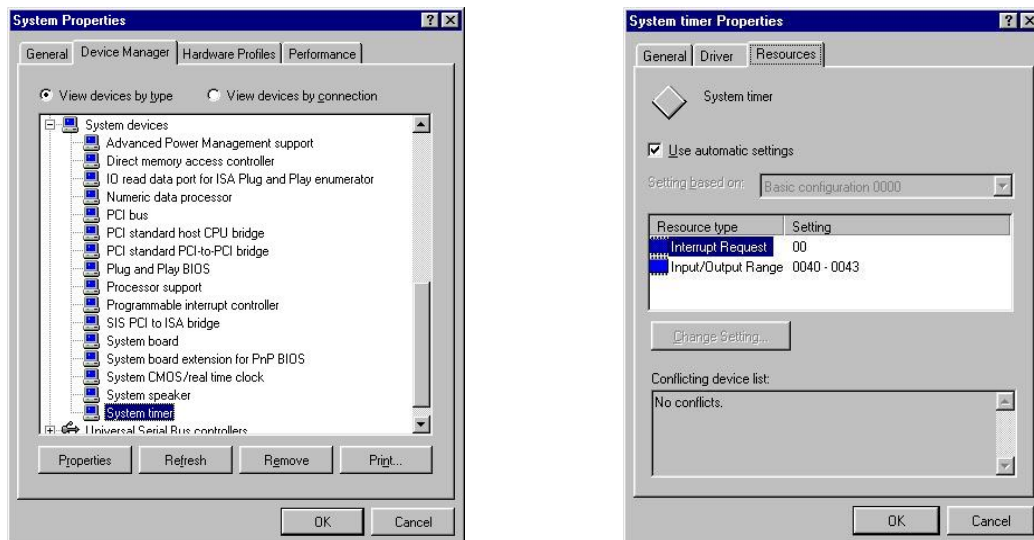 System Properties
General Device Manager Hardware Profiles Performance
View devices by type View devices by connection
System devices
Advanced Power Management support
Direct memory access controller
IO read data port for ISA Plug and Play enumerator
Numeric data processor
PCI bus
PCI standard host CPU bridge
PCI standard PCI-to-PCI bridge
Plug and Play BIOS
Processor support
Programmable interrupt controller
SIS PCI to ISA bridge
System board
System board extension for PnP BIOS
System CMOS/real time clock
System speaker
System timer
Universal Serial Bus controllers
Properties Refresh Remove Print...
OK Cancel
System timer Properties
General Driver Resources
System timer
Use automatic settings
Setting based on: Basic configuration 0000
Resource type Setting
Interrupt Request 00
Input/Output Range 0040 - 0043
Change Setting...
Conflicting device list:
No conflicts.
OK Cancel